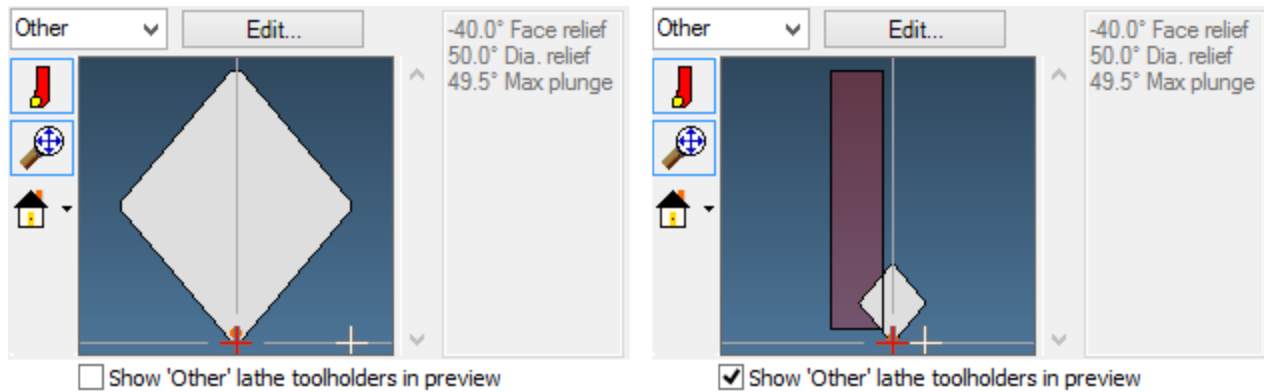 Other
Edit...
-40.0° Face relief
50.0° Dia. relief
49.5° Max plunge
Show 'Other' lathe toolholders in preview
Other
Edit...
-40.0° Face relief
50.0° Dia. relief
49.5° Max plunge
Show 'Other' lathe toolholders in preview